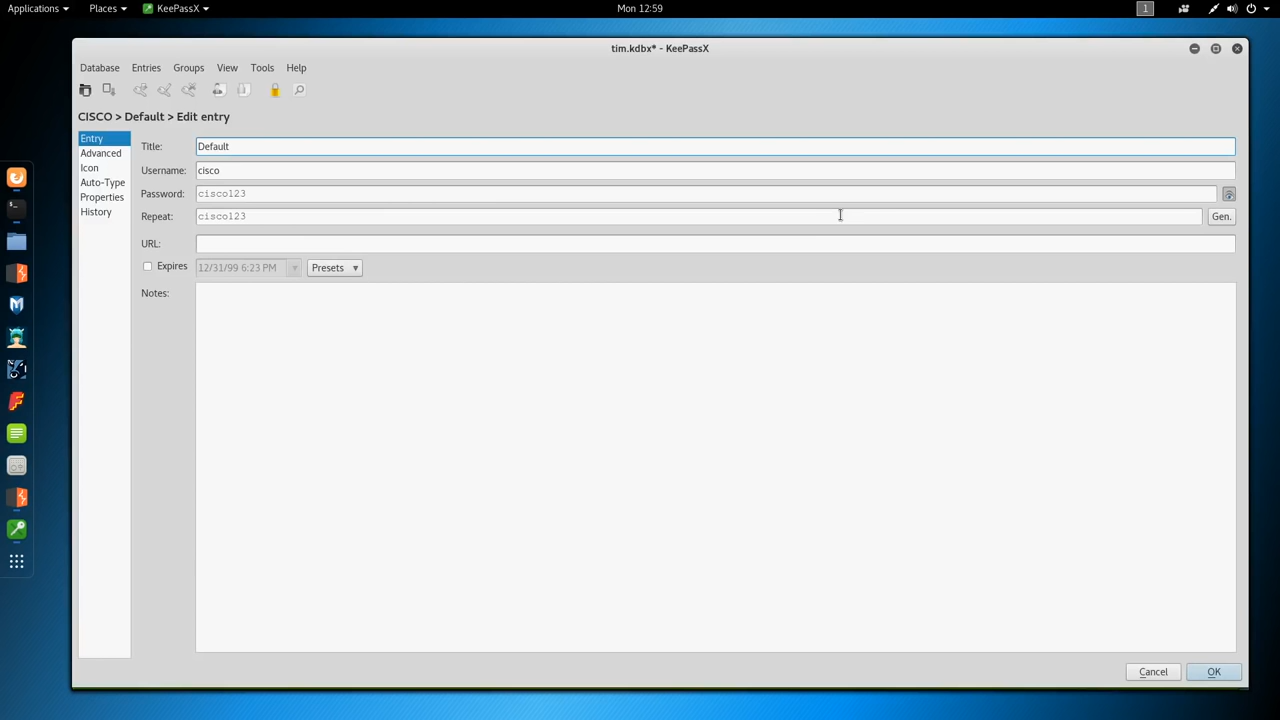 Applications Places KeePassX Mon 12:59 1
tim.kdbx* - KeePassX
Database Entries Groups View Tools Help
CISCO > Default > Edit entry
Entry
Advanced
Icon
Auto-Type
Properties
History
Title: Default
Username: cisco
Password: cisco123
Repeat: cisco123 Gen.
URL:
Expires 12/31/99 6:23 PM Presets
Notes:
Cancel OK